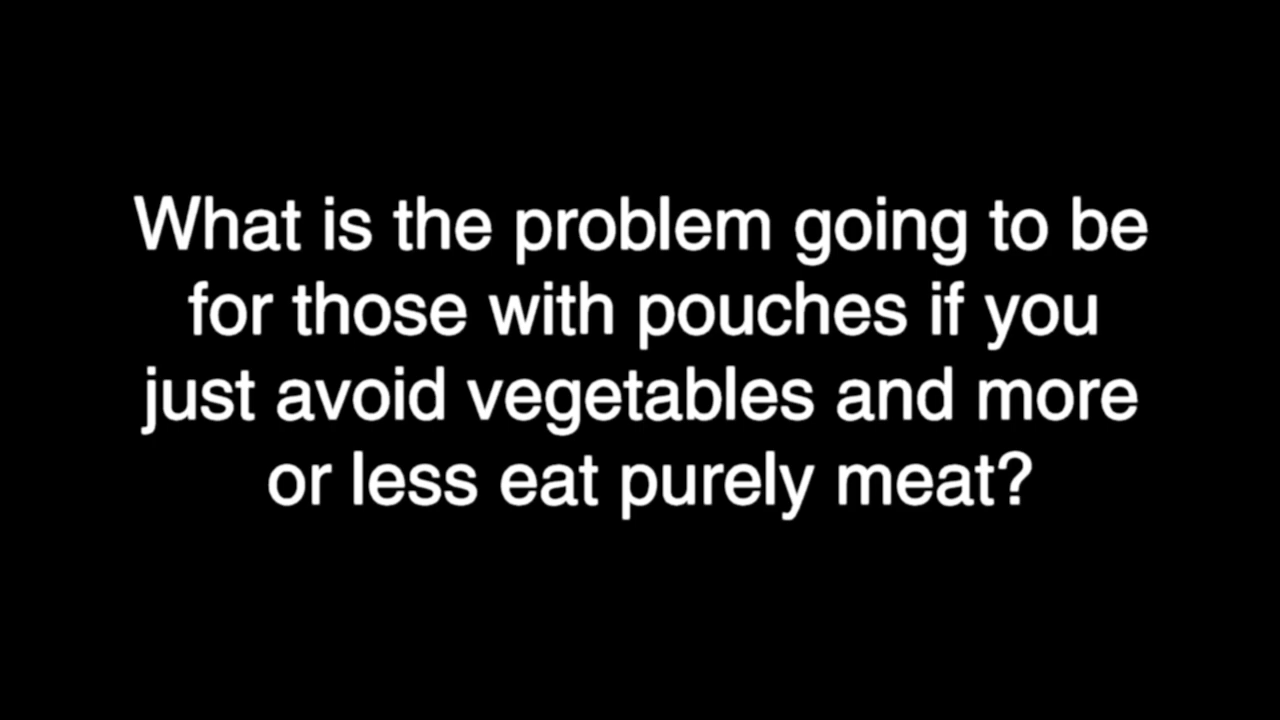 What is the problem going to be
for those with pouches if you
just avoid vegetables and more
or less eat purely meat?